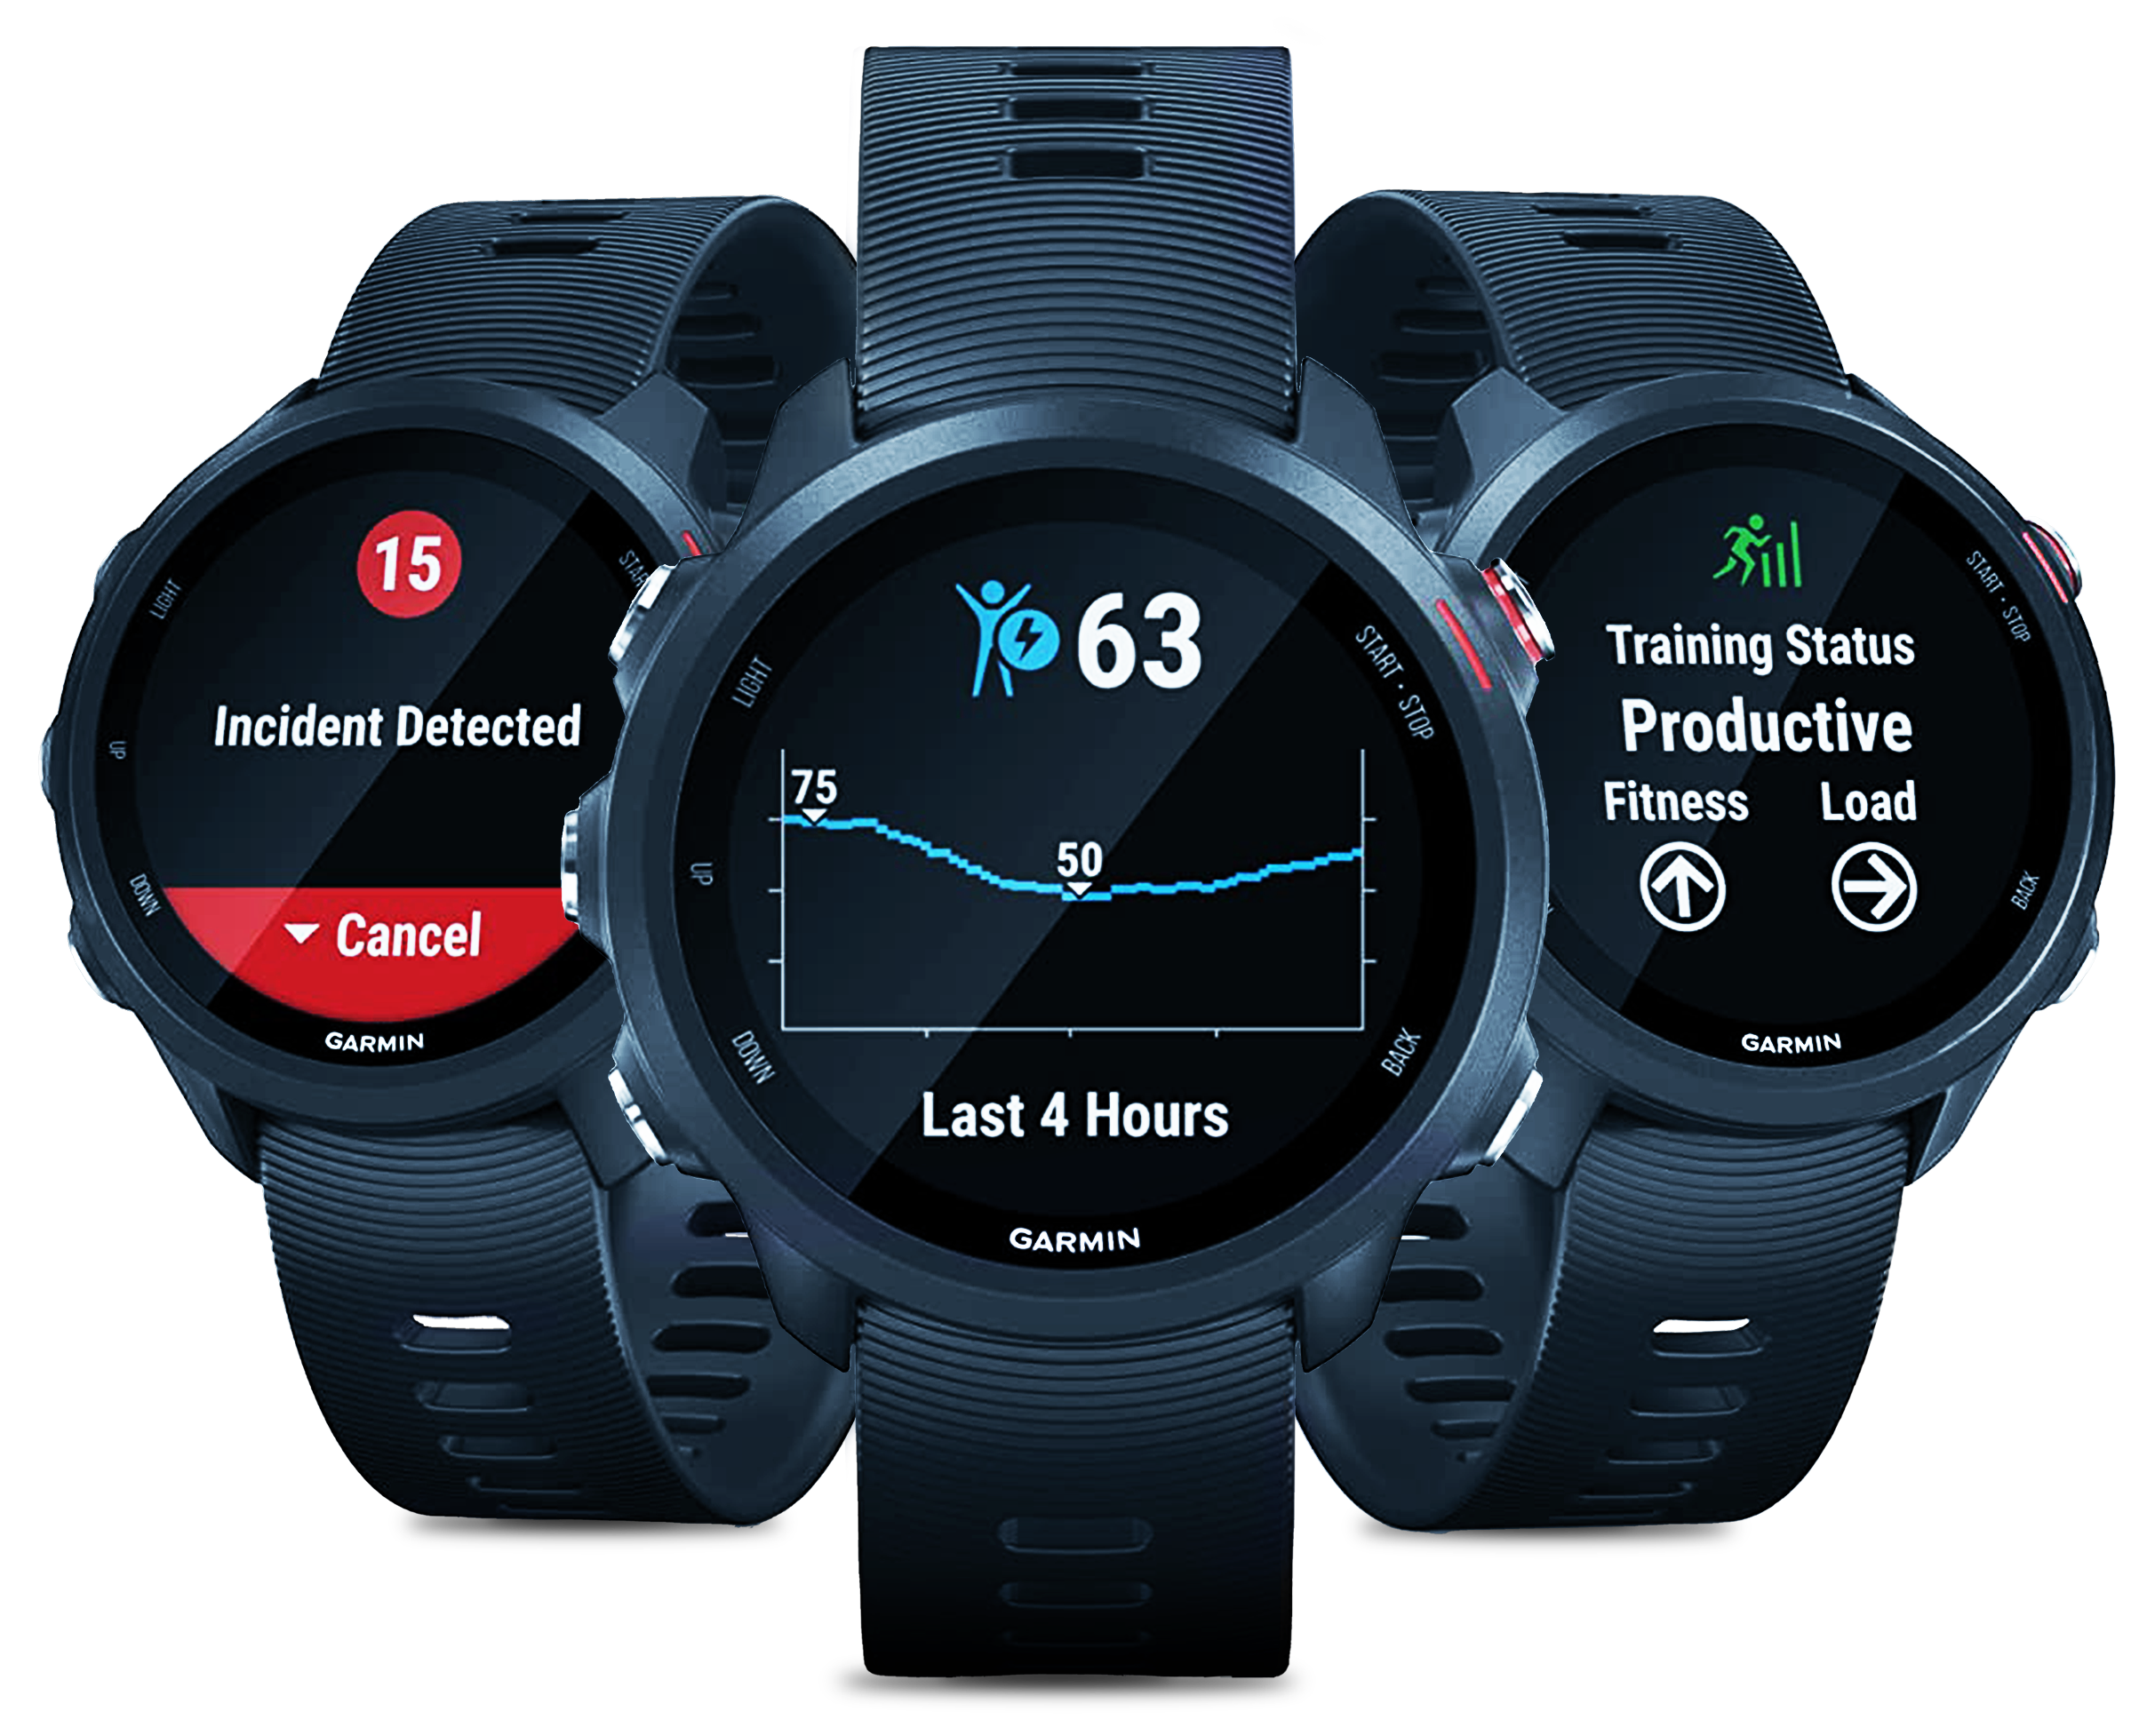 15
Incident Detected
Cancel
LIGHT
UP
DOWN
GARMIN
63
75
50
Last 4 Hours
LIGHT
UP
DOWN
START • STOP
BACK
GARMIN
Training Status
Productive
Fitness Load
START • STOP
BACK
GARMIN